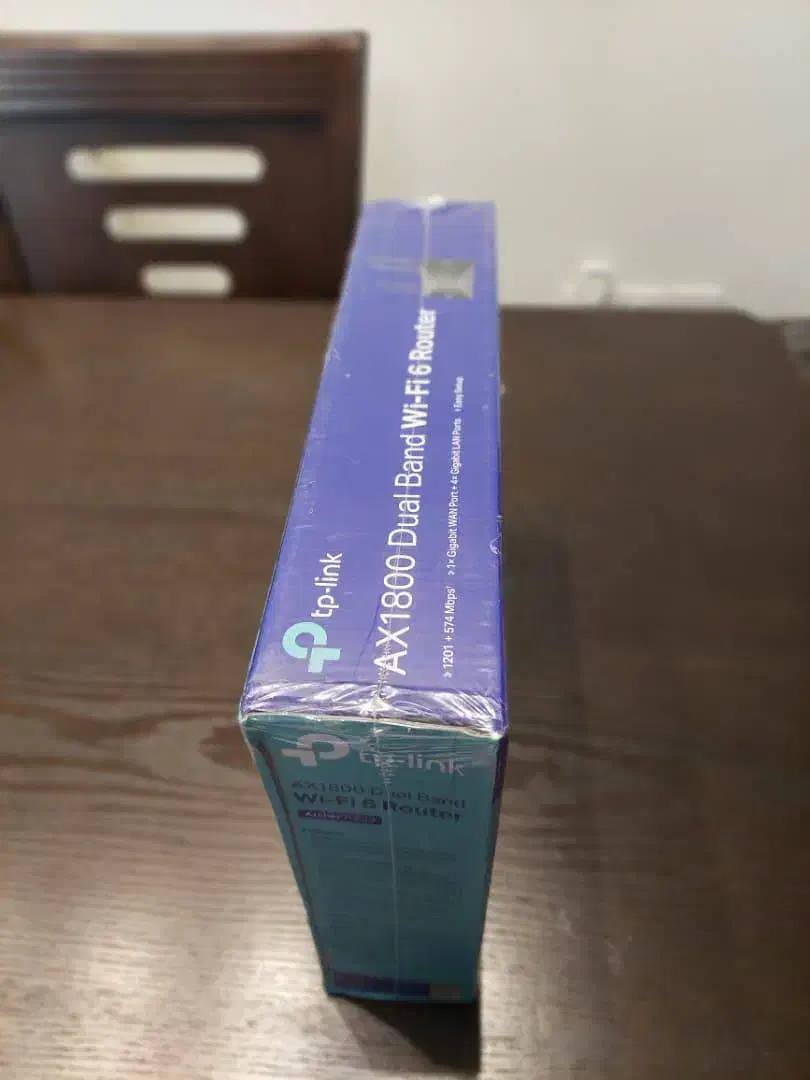 tp-link
AX1800 Dual Band Wi-Fi 6 Router
> 1201 + 574 Mbps¹ > 1× Gigabit WAN Port + 4× Gigabit LAN Ports > Easy Setup
tp-link
AX1800 Dual Band
Wi-Fi 6 Router